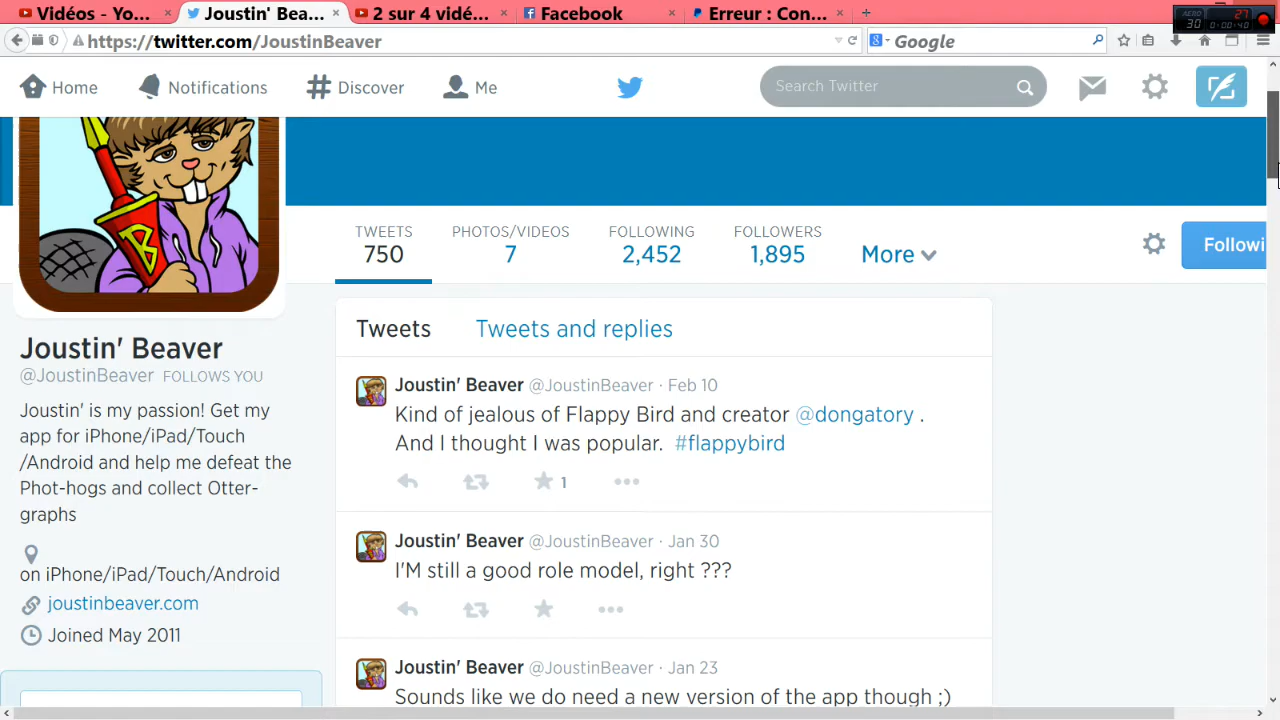 Vidéos - Yo...
Joustin' Bea...
2 sur 4 vidé...
Facebook
Erreur : Con...
AERO
30
27
0:00:40
https://twitter.com/JoustinBeaver
Google
Home
Notifications
Discover
Me
Search Twitter
B
TWEETS
750
PHOTOS/VIDEOS
7
FOLLOWING
2,452
FOLLOWERS
1,895
More
Followi
Joustin' Beaver
@JoustinBeaver FOLLOWS YOU
Joustin' is my passion! Get my
app for iPhone/iPad/Touch
/Android and help me defeat the
Phot-hogs and collect Otter-
graphs
on iPhone/iPad/Touch/Android
joustinbeaver.com
Joined May 2011
Tweets
Tweets and replies
Joustin' Beaver @JoustinBeaver · Feb 10
Kind of jealous of Flappy Bird and creator @dongatory .
And I thought I was popular. #flappybird
1
Joustin' Beaver @JoustinBeaver · Jan 30
I'M still a good role model, right ???
Joustin' Beaver @JoustinBeaver · Jan 23
Sounds like we do need a new version of the app though ;)